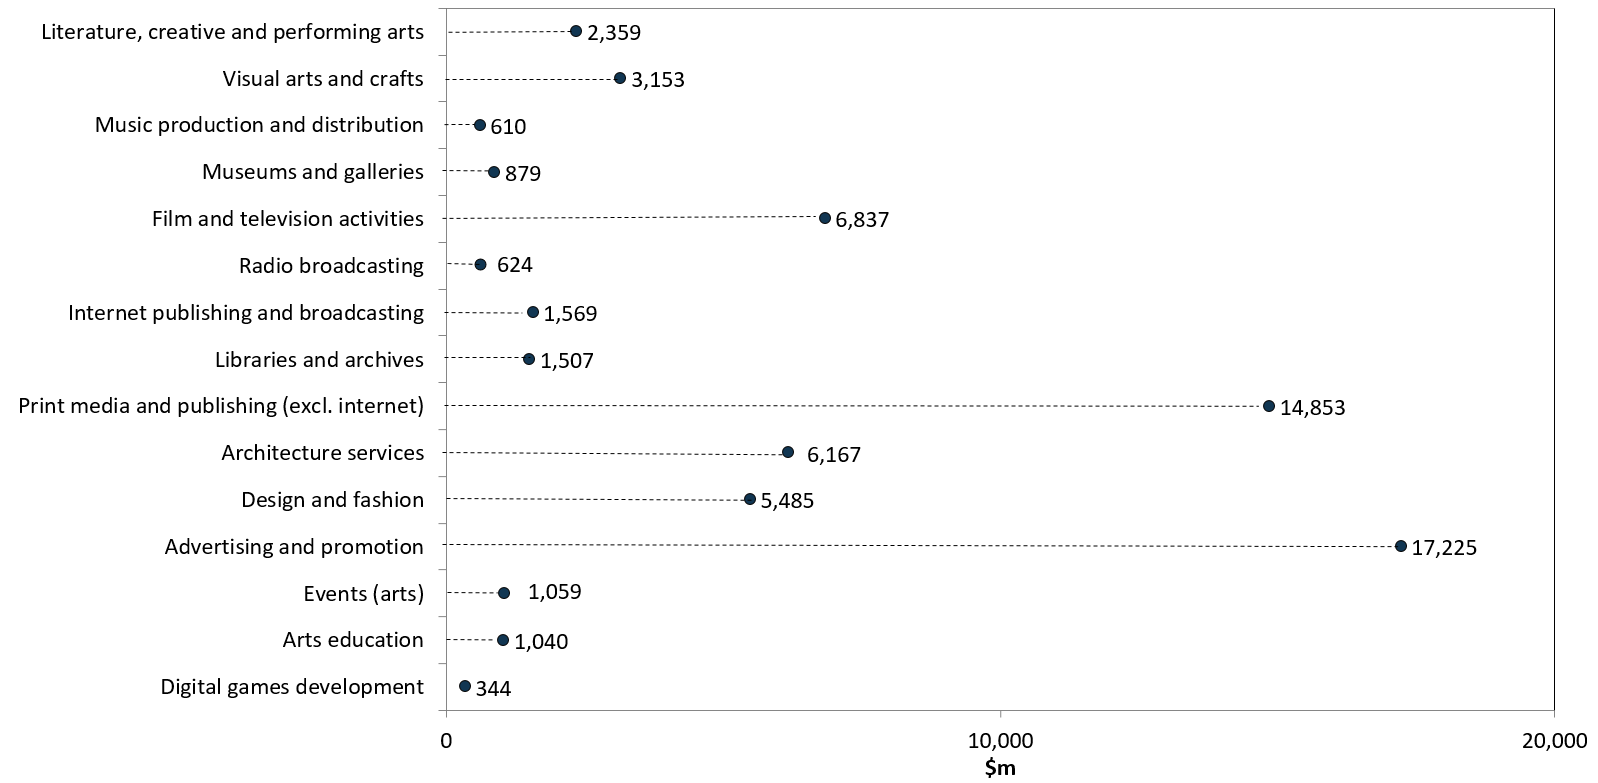 Literature, creative and performing arts 2,359
Visual arts and crafts 3,153
Music production and distribution 610
Museums and galleries 879
Film and television activities 6,837
Radio broadcasting 624
Internet publishing and broadcasting 1,569
Libraries and archives 1,507
Print media and publishing (excl. internet) 14,853
Architecture services 6,167
Design and fashion 5,485
Advertising and promotion 17,225
Events (arts) 1,059
Arts education 1,040
Digital games development 344
0 10,000 20,000
$m